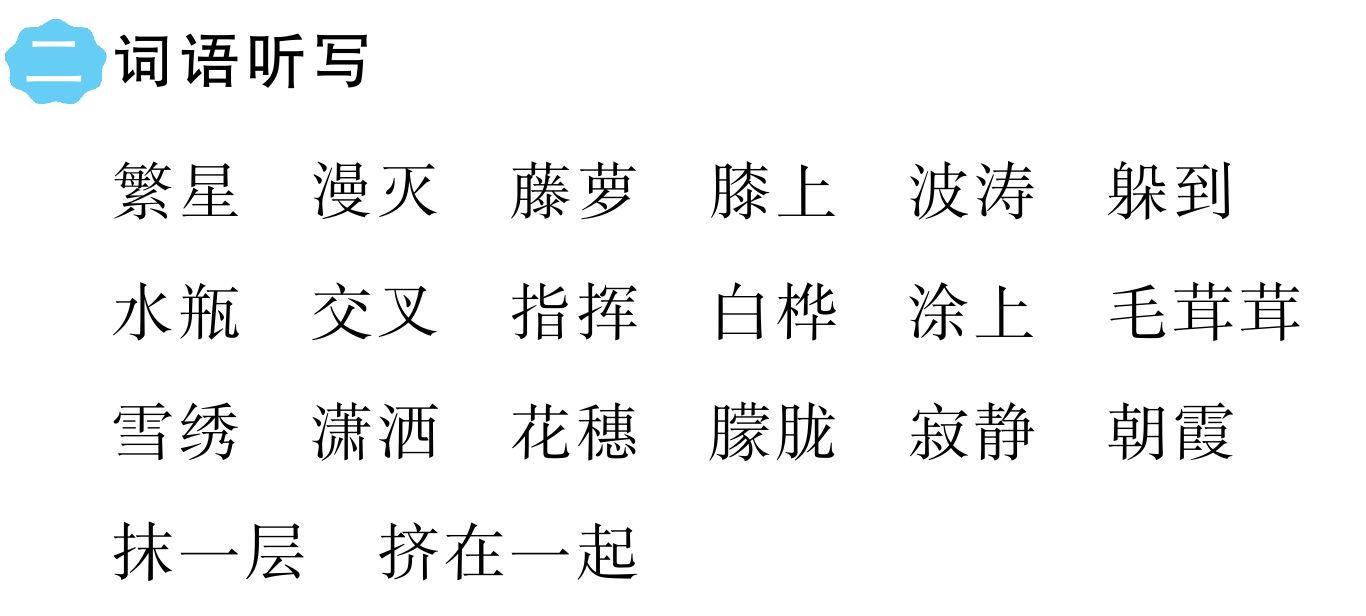 二 词语听写
繁星 漫灭 藤萝 膝上 波涛 躲到
水瓶 交叉 指挥 白桦 涂上 毛茸茸
雪绣 潇洒 花穗 朦胧 寂静 朝霞
抹一层 挤在一起